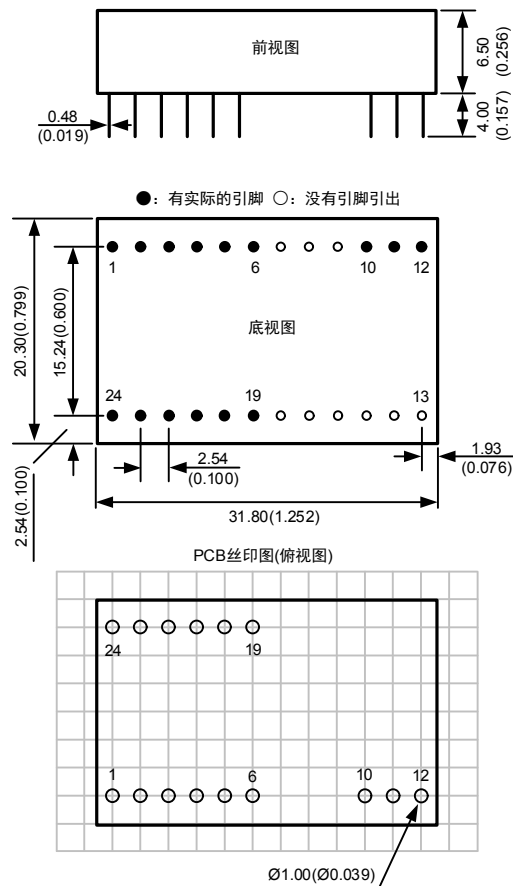 前视图
6.50
(0.256)
0.48
(0.019)
4.00
(0.157)
●：有实际的引脚 ○：没有引脚引出
1 6 10 12
20.30(0.799)
15.24(0.600)
底视图
24 19 13
2.54(0.100)
2.54
(0.100)
1.93
(0.076)
31.80(1.252)
PCB丝印图(俯视图)
24 19
1 6 10 12
Ø1.00(Ø0.039)